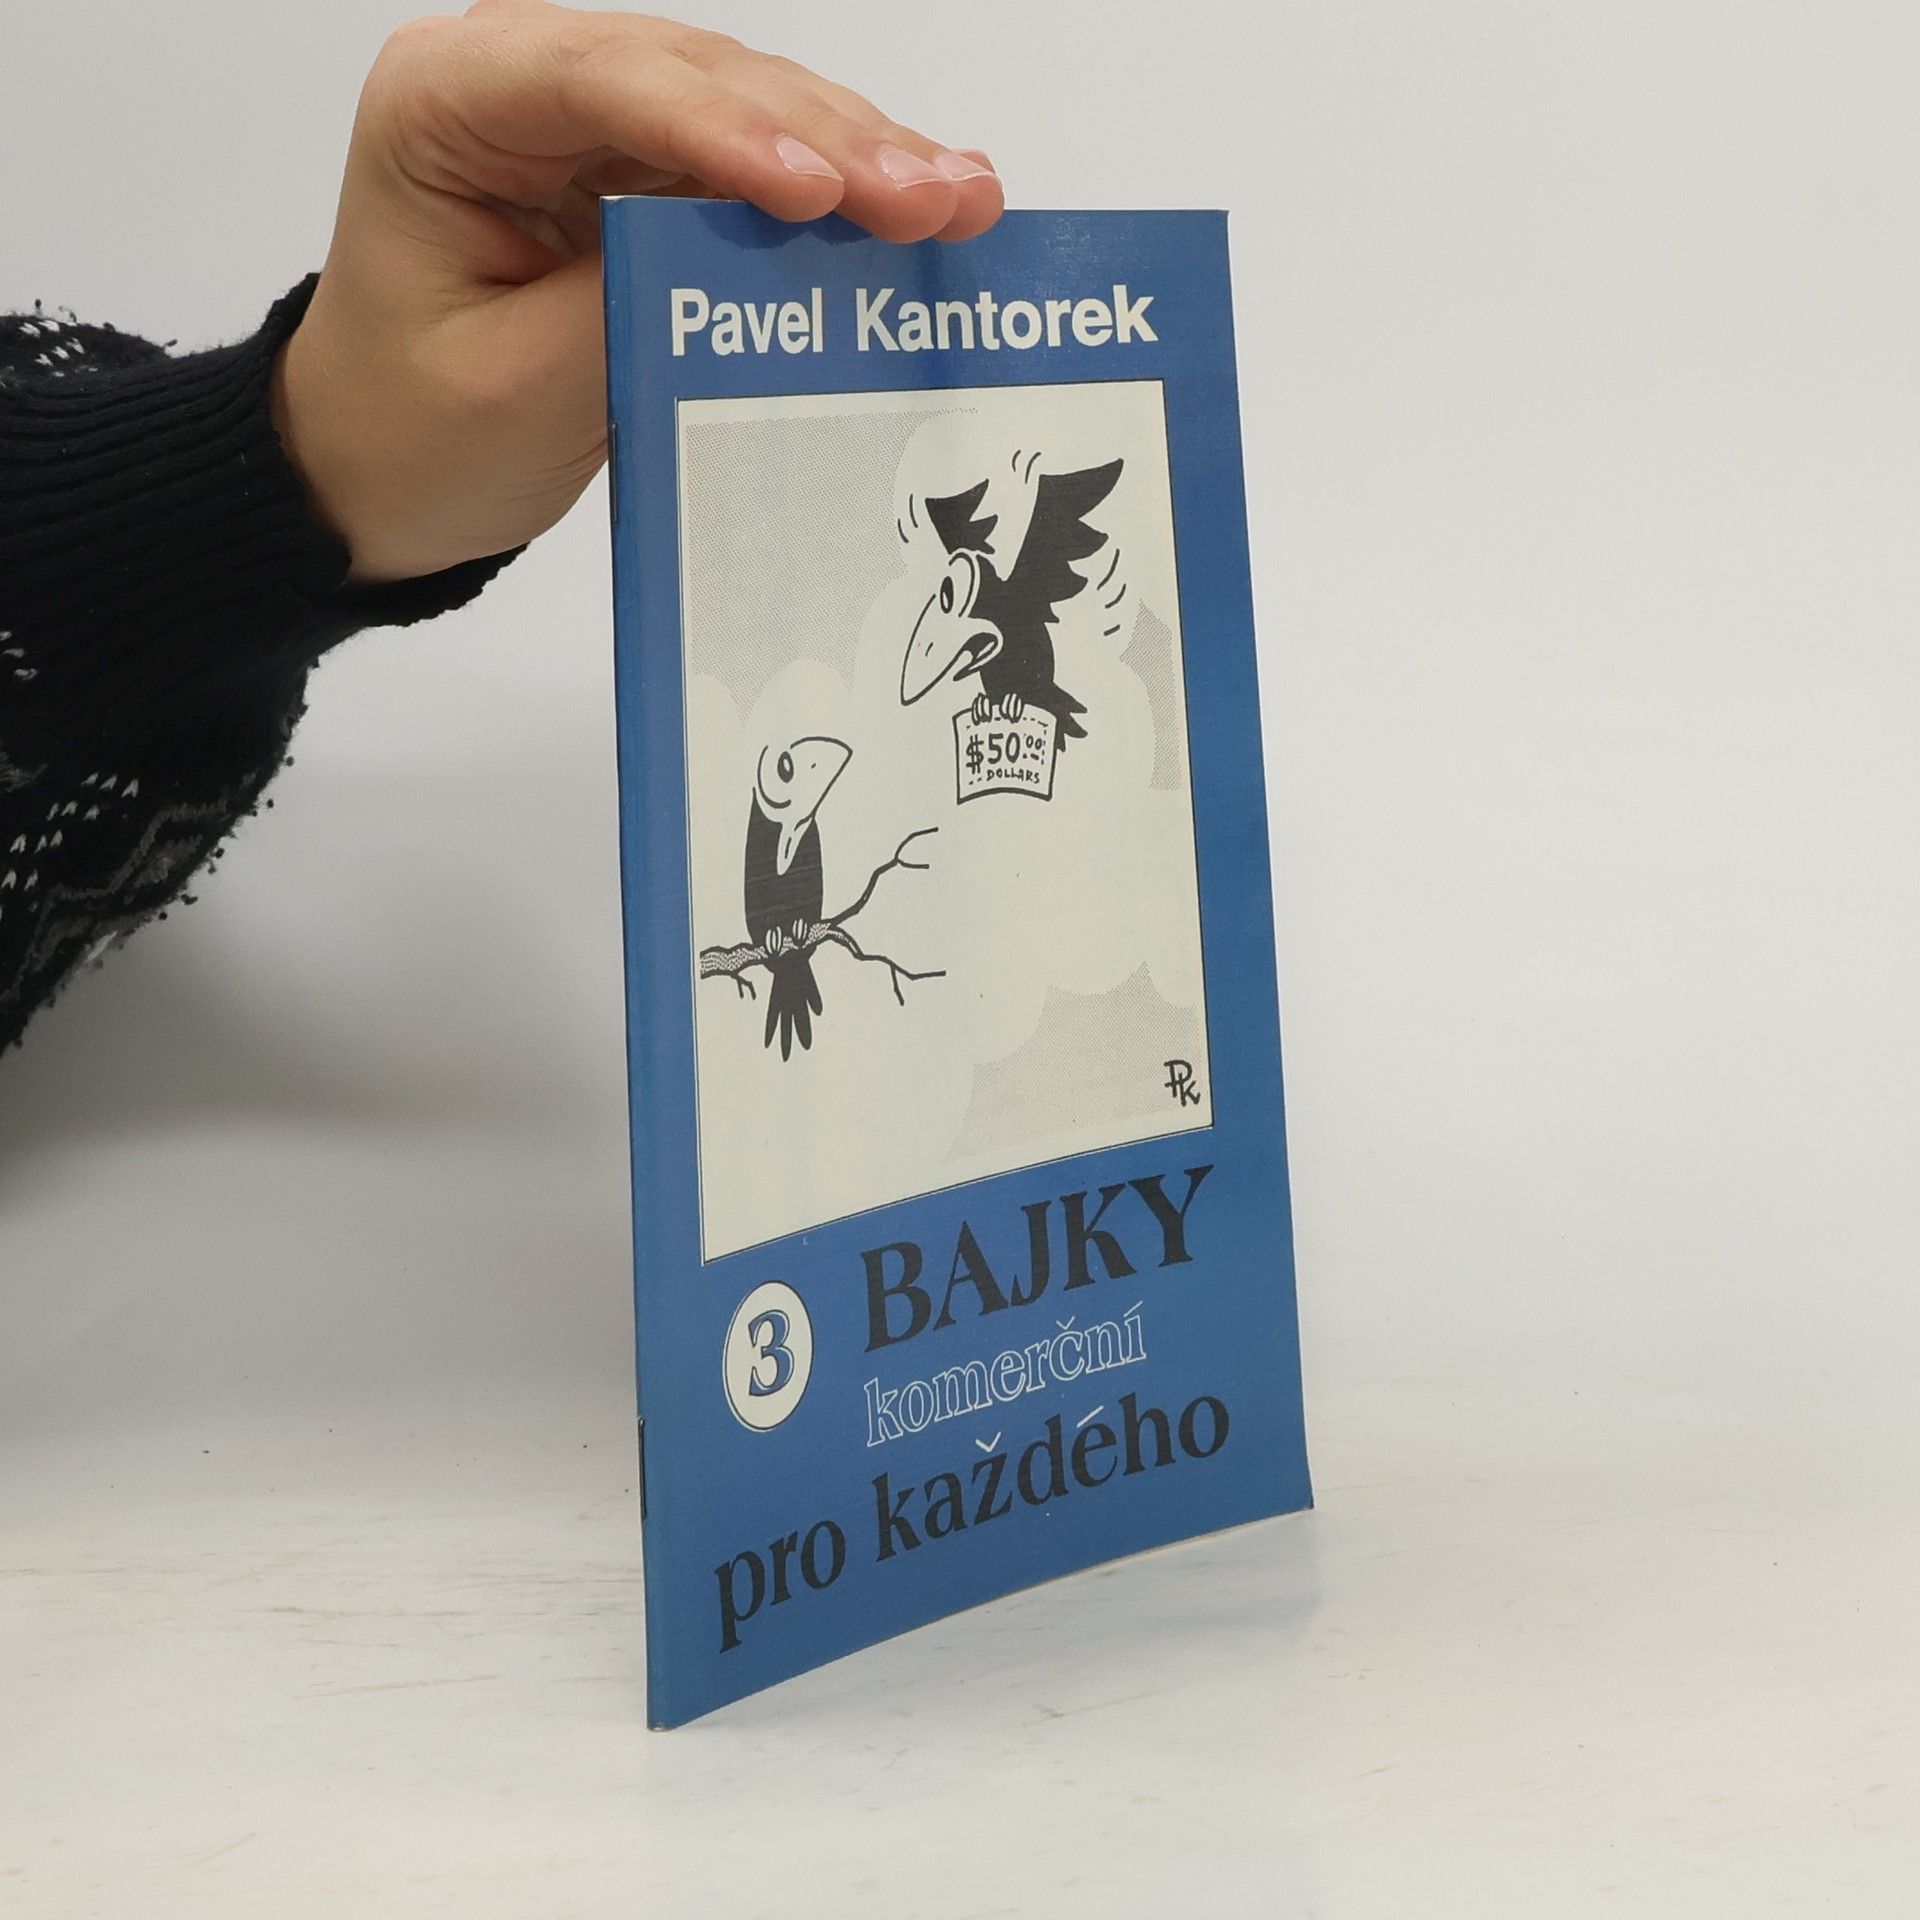 Pavel Kantorek
$50.00
DOLLARS
PK
3
BAJKY
komerční
pro každého